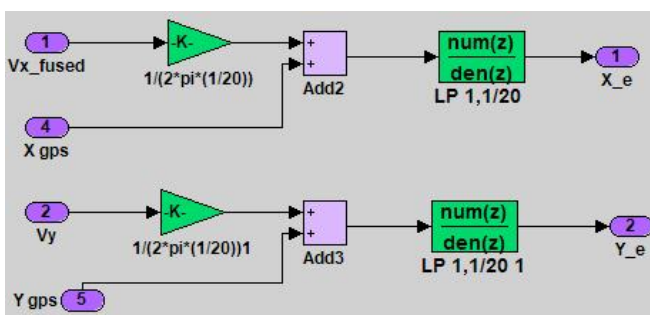 1
Vx_fused
-K-
1/(2*pi*(1/20))
+
+
Add2
num(z)
den(z)
LP 1,1/20
1
X_e
4
X gps
2
Vy
-K-
1/(2*pi*(1/20))1
+
+
Add3
num(z)
den(z)
LP 1,1/20 1
2
Y_e
Y gps 5